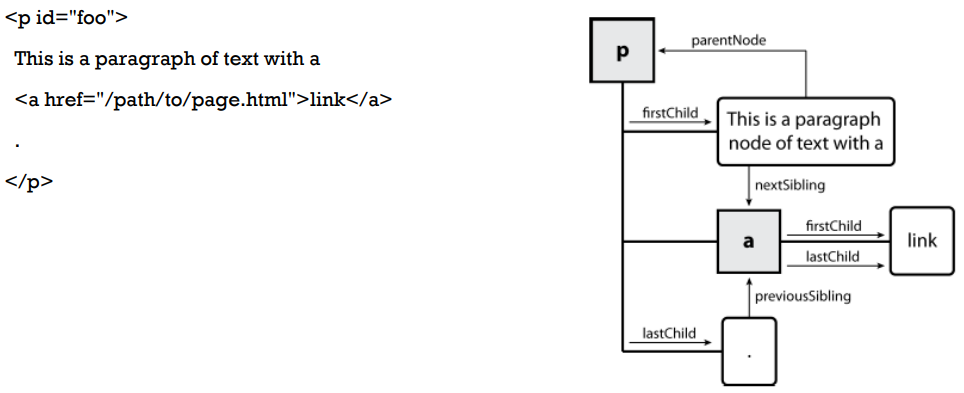 <p id="foo">
This is a paragraph of text with a
<a href="/path/to/page.html">link</a>
.
</p>
p
parentNode
firstChild
This is a paragraph
node of text with a
nextSibling
a
firstChild
lastChild
link
previousSibling
lastChild
.